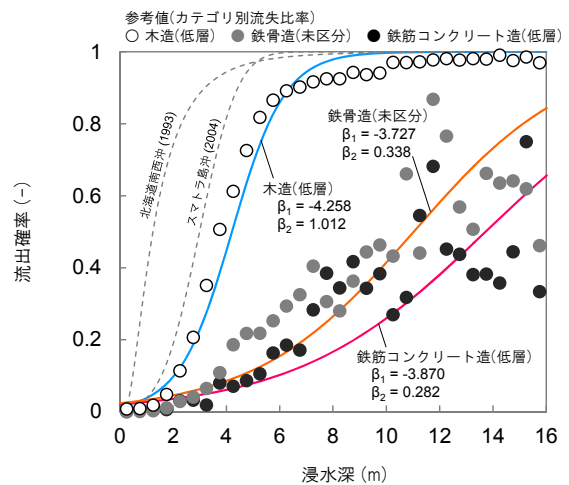 参考値(カテゴリ別流失比率)
木造(低層) 鉄骨造(未区分) 鉄筋コンクリート造(低層)
1
0.8
0.6
0.4
0.2
0
流出確率 (–)
北海道南西沖 (1993)
スマトラ島沖 (2004)
鉄骨造(未区分)
β1 = -3.727
β2 = 0.338
木造(低層)
β1 = -4.258
β2 = 1.012
鉄筋コンクリート造(低層)
β1 = -3.870
β2 = 0.282
0 2 4 6 8 10 12 14 16
浸水深 (m)